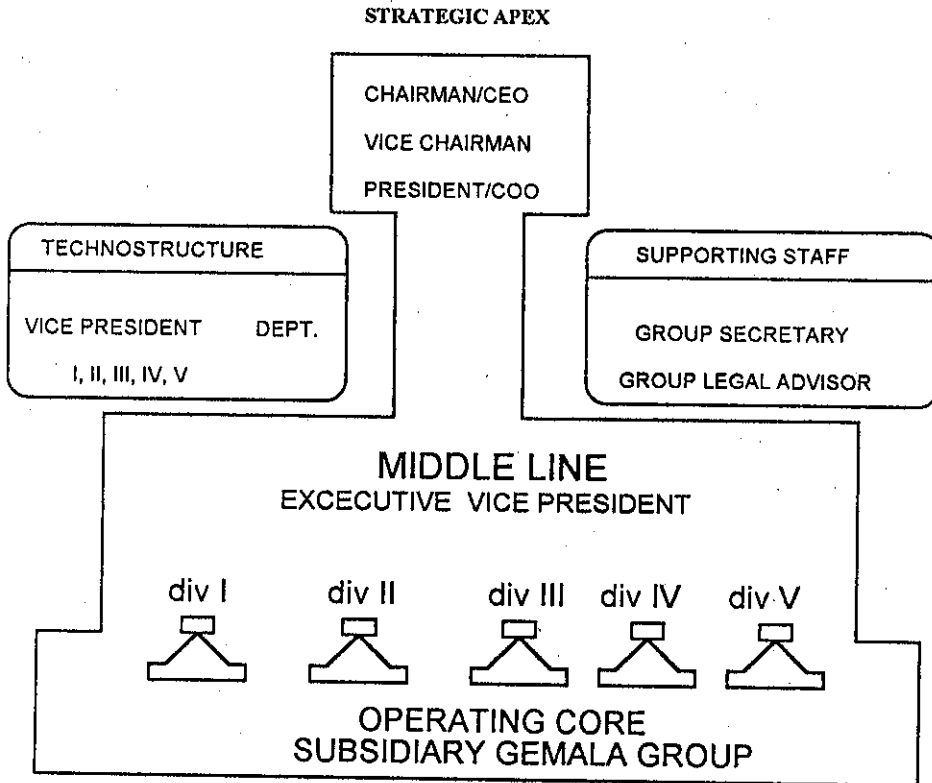 STRATEGIC APEX
CHAIRMAN/CEO
VICE CHAIRMAN
PRESIDENT/COO
TECHNOSTRUCTURE
VICE PRESIDENT DEPT.
I, II, III, IV, V
SUPPORTING STAFF
GROUP SECRETARY
GROUP LEGAL ADVISOR
MIDDLE LINE
EXCECUTIVE VICE PRESIDENT
div I div II div III div IV div V
OPERATING CORE
SUBSIDIARY GEMALA GROUP